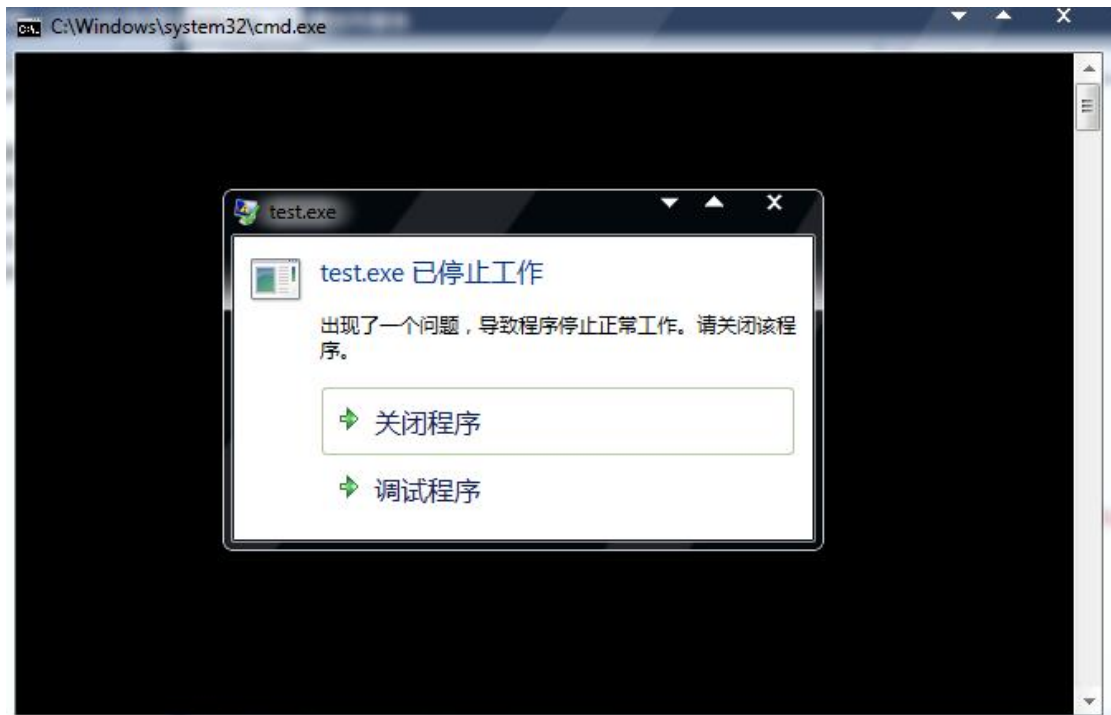 C:\Windows\system32\cmd.exe
test.exe
test.exe 已停止工作
出现了一个问题，导致程序停止正常工作。请关闭该程
序。
关闭程序
调试程序